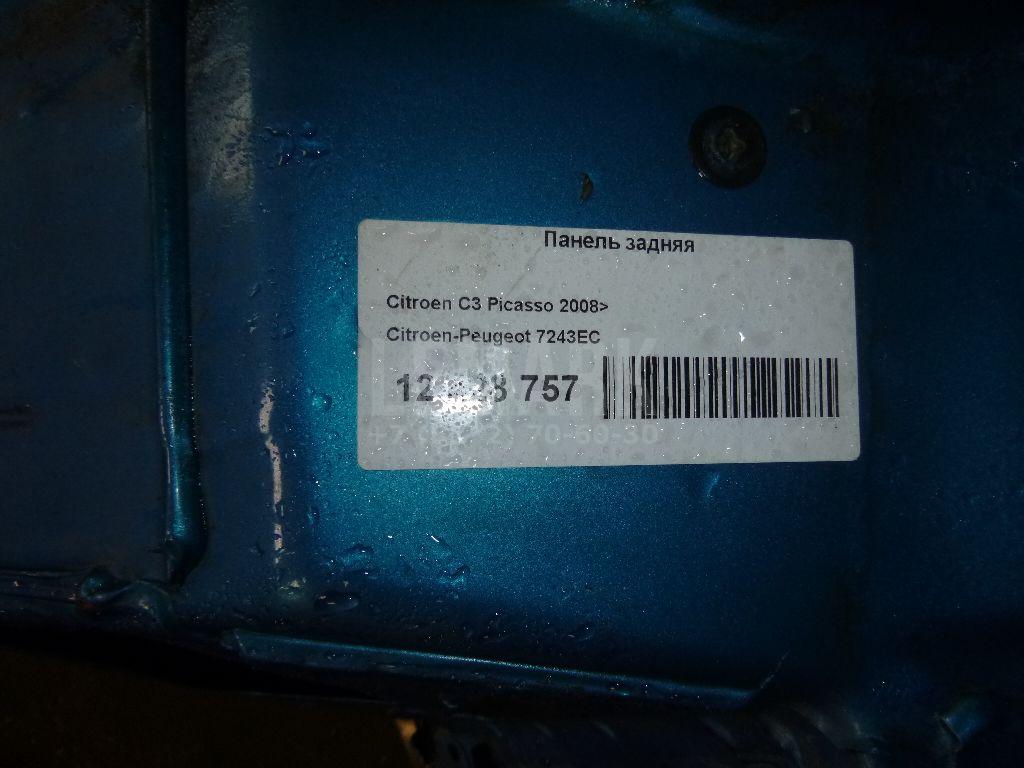 Панель задняя
Citroen C3 Picasso 2008>
Citroen-Peugeot 7243EC
757